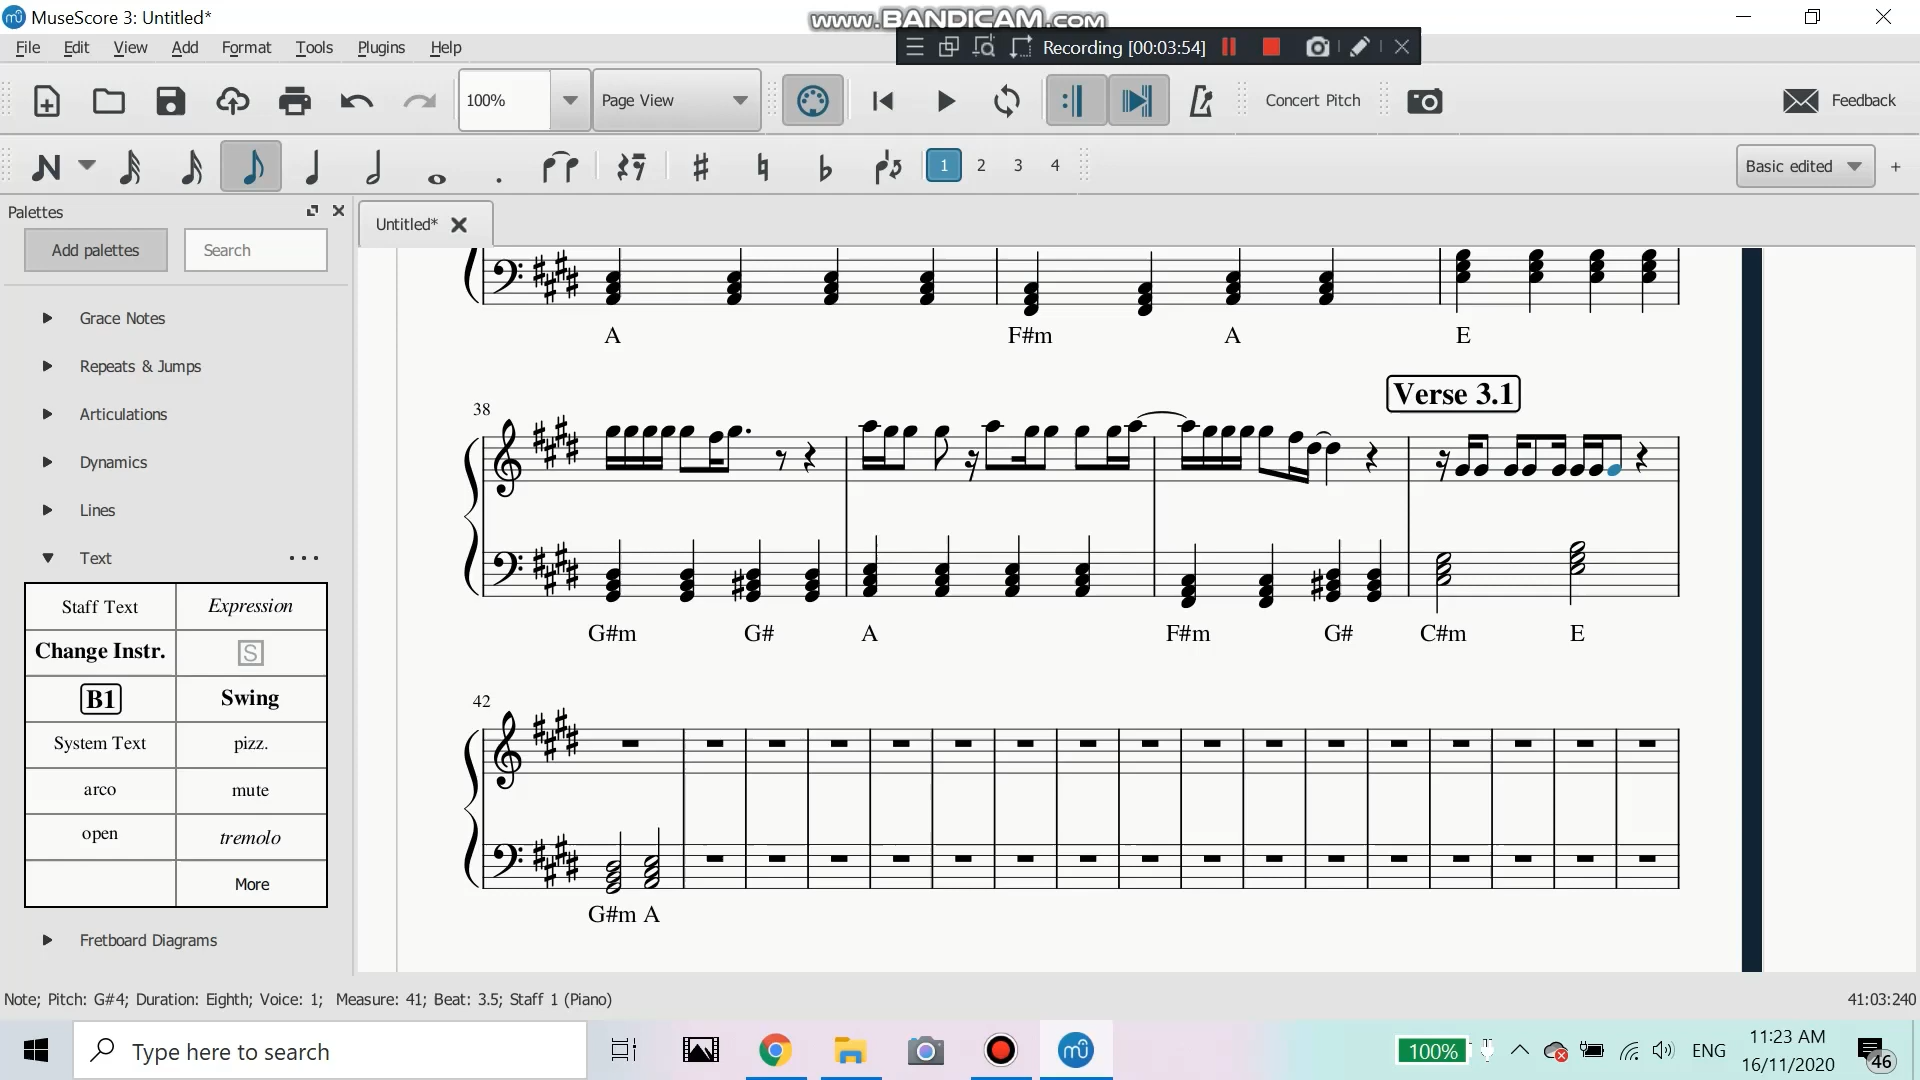 MuseScore 3: Untitled*
www.BANDICAM.com
File Edit View Add Format Tools Plugins Help
Recording [00:03:54]
100%
Page View
Concert Pitch
Feedback
1 2 3 4
Basic edited
+
Palettes
Untitled*
Add palettes
Search
Grace Notes
Repeats & Jumps
Articulations
Dynamics
Lines
Text
Staff Text
Expression
Change Instr.
S
B1
Swing
System Text
pizz.
arco
mute
open
tremolo
More
Fretboard Diagrams
A F#m A E
Verse 3.1
38
G#m G# A F#m G# C#m E
42
G#m A
Note; Pitch: G#4; Duration: Eighth; Voice: 1; Measure: 41; Beat: 3.5; Staff 1 (Piano)
41:03:240
Type here to search
100%
ENG
11:23 AM
16/11/2020
46